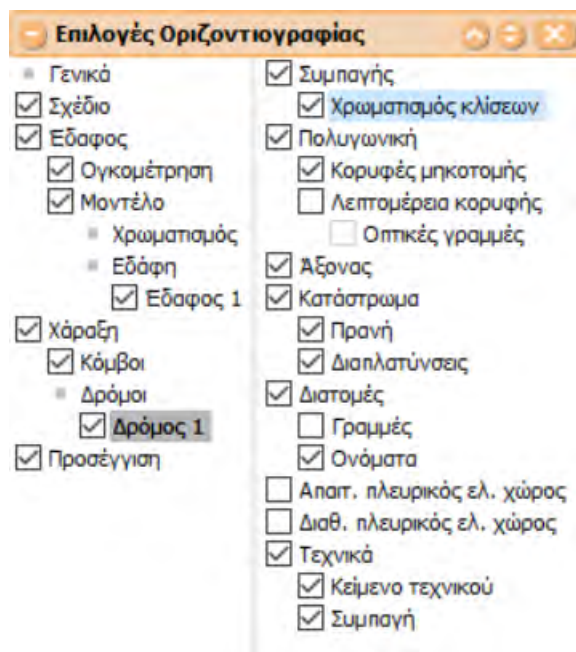 Επιλογές Οριζοντιογραφίας
Γενικά
Σχέδιο
Έδαφος
Ογκομέτρηση
Μοντέλο
Χρωματισμός
Εδάφη
Έδαφος 1
Χάραξη
Κόμβοι
Δρόμοι
Δρόμος 1
Προσέγγιση
Συμπαγής
Χρωματισμός κλίσεων
Πολυγωνική
Κορυφές μηκοτομής
Λεπτομέρεια κορυφής
Οπτικές γραμμές
Άξονας
Κατάστρωμα
Πρανή
Διαπλατύνσεις
Διατομές
Γραμμές
Ονόματα
Απαιτ. πλευρικός ελ. χώρος
Διαθ. πλευρικός ελ. χώρος
Τεχνικά
Κείμενο τεχνικού
Συμπαγή